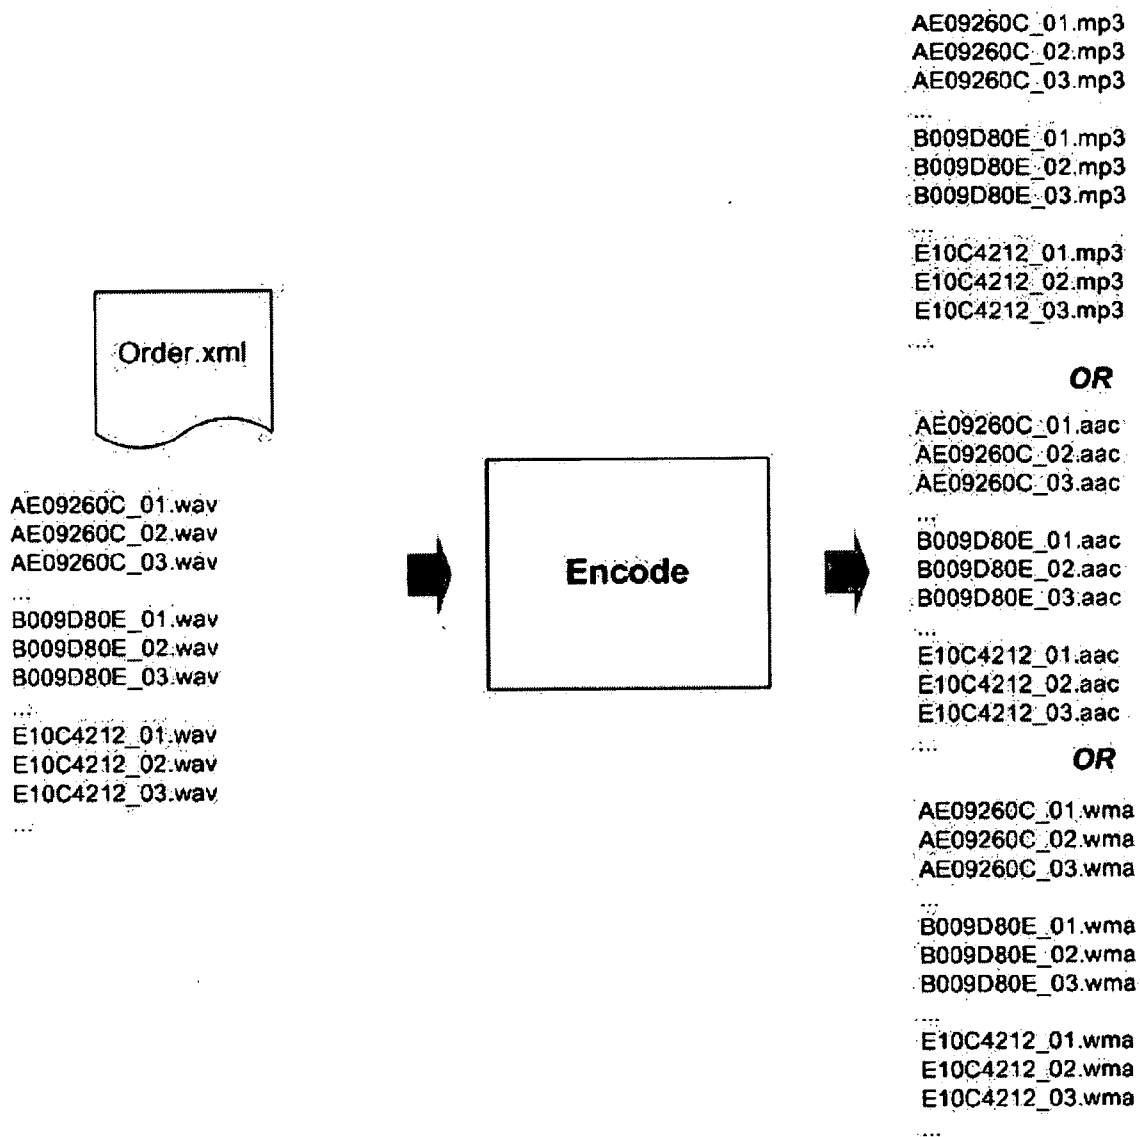 Order.xml
AE09260C_01.wav
AE09260C_02.wav
AE09260C_03.wav
...
B009D80E_01.wav
B009D80E_02.wav
B009D80E_03.wav
...
E10C4212_01.wav
E10C4212_02.wav
E10C4212_03.wav
...
Encode
AE09260C_01.mp3
AE09260C_02.mp3
AE09260C_03.mp3
...
B009D80E_01.mp3
B009D80E_02.mp3
B009D80E_03.mp3
...
E10C4212_01.mp3
E10C4212_02.mp3
E10C4212_03.mp3
...
OR
AE09260C_01.aac
AE09260C_02.aac
AE09260C_03.aac
...
B009D80E_01.aac
B009D80E_02.aac
B009D80E_03.aac
...
E10C4212_01.aac
E10C4212_02.aac
E10C4212_03.aac
...
OR
AE09260C_01.wma
AE09260C_02.wma
AE09260C_03.wma
...
B009D80E_01.wma
B009D80E_02.wma
B009D80E_03.wma
...
E10C4212_01.wma
E10C4212_02.wma
E10C4212_03.wma
...